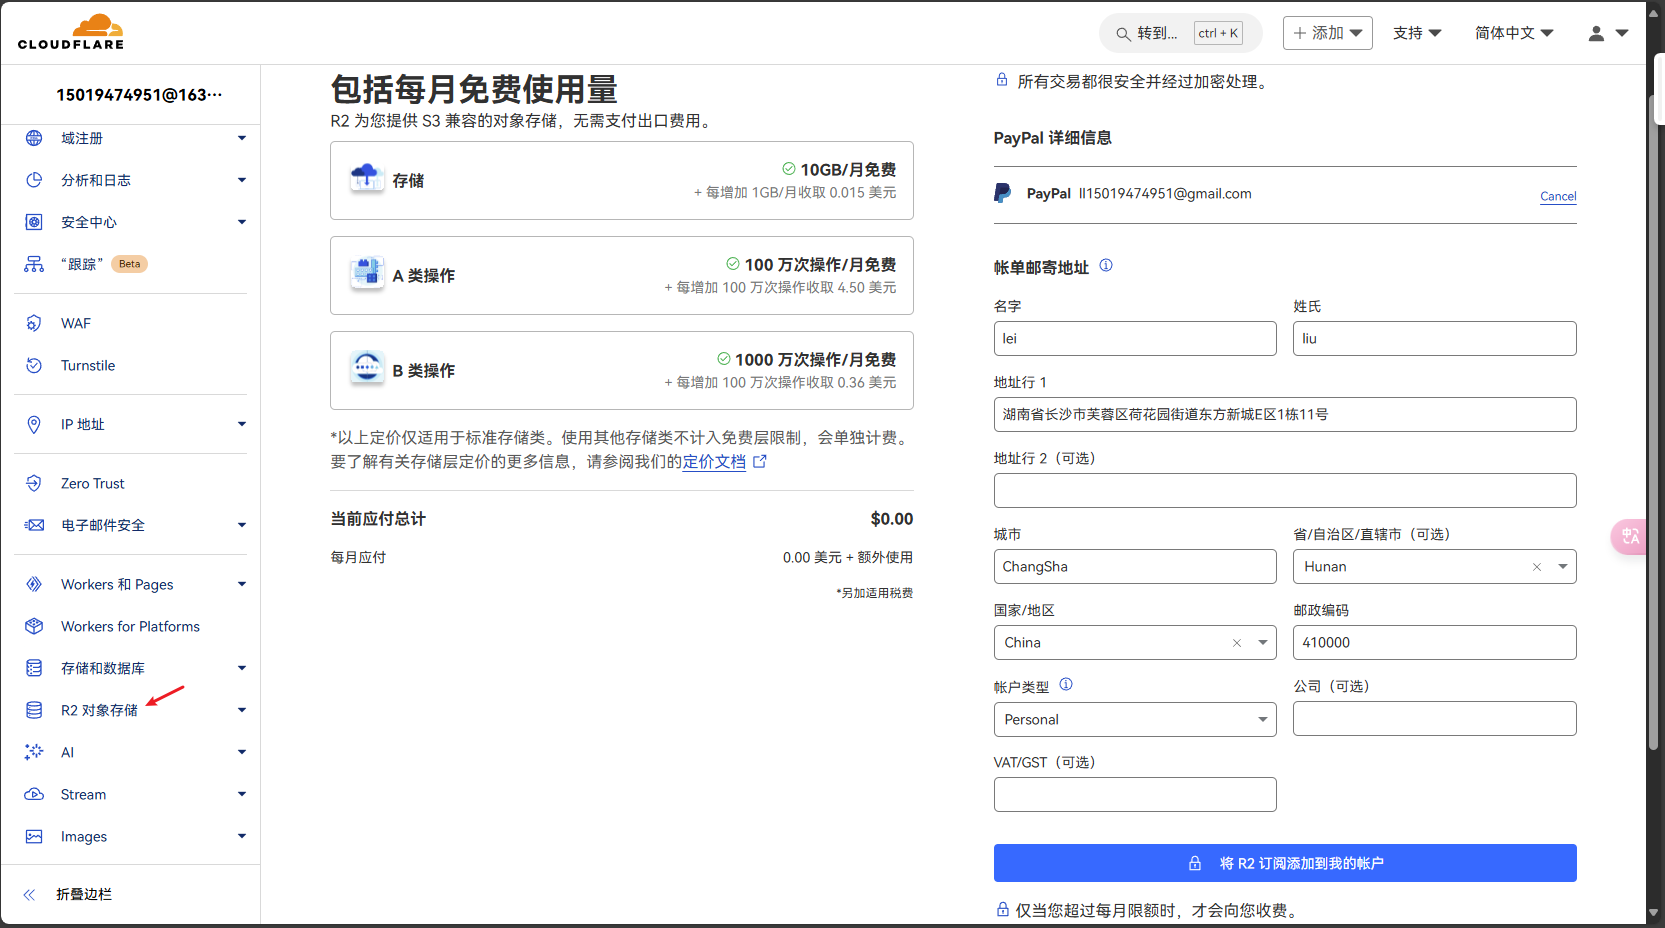 CLOUDFLARE
转到...
ctrl + K
添加
支持
简体中文
15019474951@163···
域注册
分析和日志
安全中心
“跟踪”
Beta
WAF
Turnstile
IP 地址
Zero Trust
电子邮件安全
Workers 和 Pages
Workers for Platforms
存储和数据库
R2 对象存储
AI
Stream
Images
折叠边栏
包括每月免费使用量
R2 为您提供 S3 兼容的对象存储，无需支付出口费用。
存储
10GB/月免费
+ 每增加 1GB/月收取 0.015 美元
A 类操作
100 万次操作/月免费
+ 每增加 100 万次操作收取 4.50 美元
B 类操作
1000 万次操作/月免费
+ 每增加 100 万次操作收取 0.36 美元
*以上定价仅适用于标准存储类。使用其他存储类不计入免费层限制，会单独计费。
要了解有关存储层定价的更多信息，请参阅我们的定价文档
当前应付总计
$0.00
每月应付
0.00 美元 + 额外使用
*另加适用税费
所有交易都很安全并经过加密处理。
PayPal 详细信息
PayPal ll15019474951@gmail.com
Cancel
帐单邮寄地址
名字
姓氏
lei
liu
地址行 1
湖南省长沙市芙蓉区荷花园街道东方新城E区1栋11号
地址行 2（可选）
城市
省/自治区/直辖市（可选）
ChangSha
Hunan
国家/地区
邮政编码
China
410000
帐户类型
公司（可选）
Personal
VAT/GST（可选）
将 R2 订阅添加到我的帐户
仅当您超过每月限额时，才会向您收费。
中A